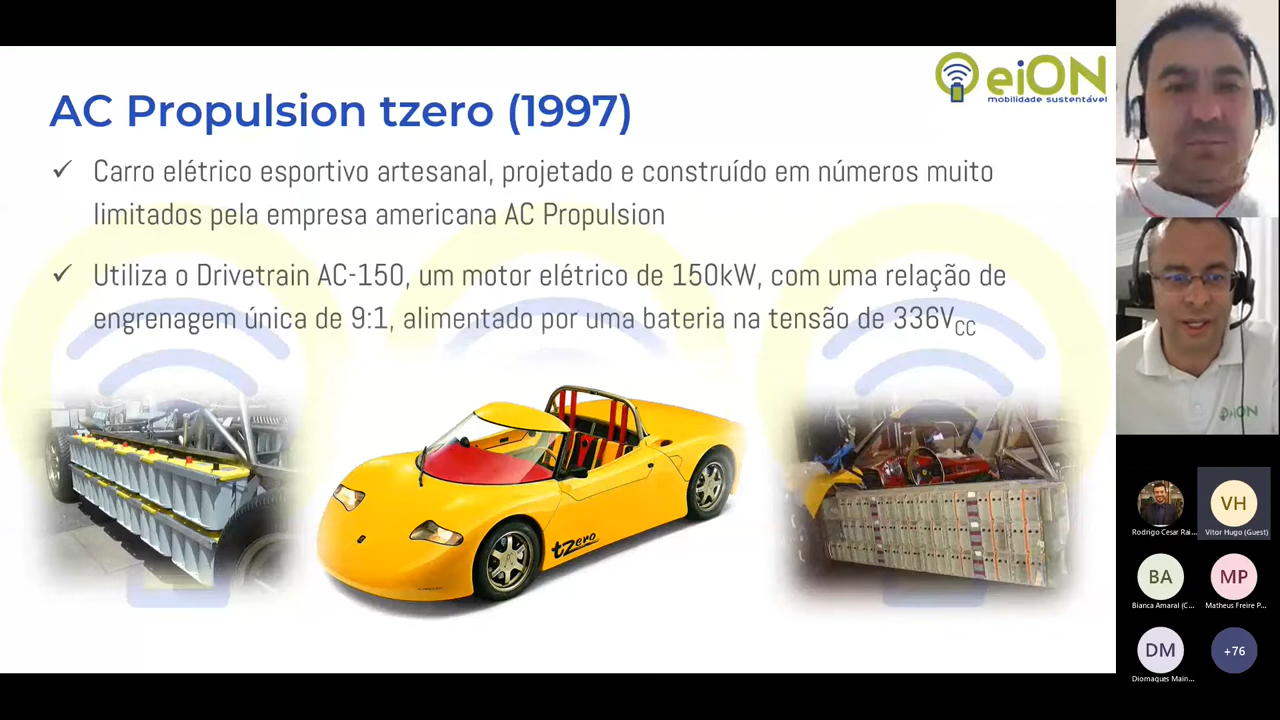 eiON
mobilidade sustentável
AC Propulsion tzero (1997)
✓ Carro elétrico esportivo artesanal, projetado e construído em números muito
limitados pela empresa americana AC Propulsion
✓ Utiliza o Drivetrain AC-150, um motor elétrico de 150kW, com uma relação de
engrenagem única de 9:1, alimentado por uma bateria na tensão de 336VCC
tzero
eiON
Rodrigo Cesar Rai...
VH
Vitor Hugo (Guest)
BA
Bianca Amaral (C...
MP
Matheus Freire P...
DM
Diomaques Main...
+76